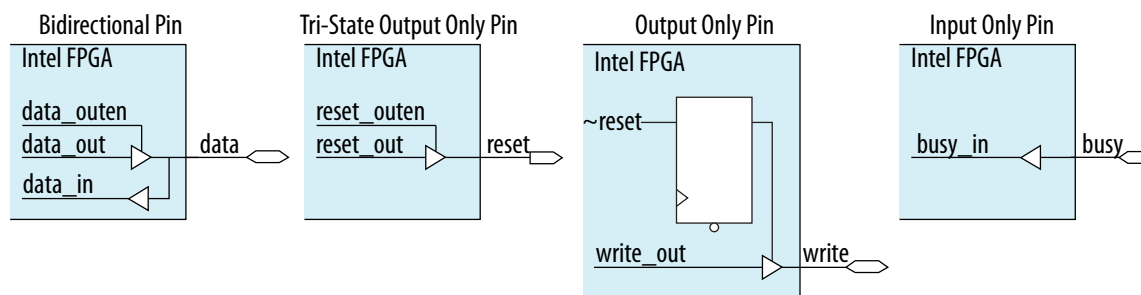 Bidirectional Pin
Intel FPGA
data_outen
data_out
data
data_in
Tri-State Output Only Pin
Intel FPGA
reset_outen
reset_out
reset
Output Only Pin
Intel FPGA
~reset
write_out
write
Input Only Pin
Intel FPGA
busy_in
busy